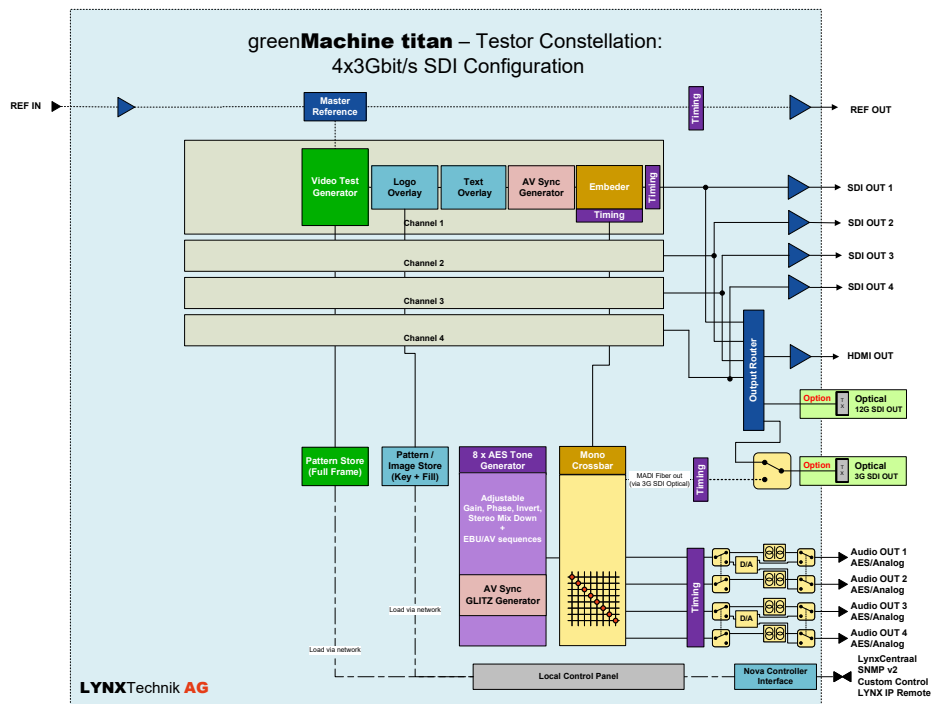 greenMachine titan – Testor Constellation:
4x3Gbit/s SDI Configuration
REF IN
Master
Reference
Timing
REF OUT
Video Test
Generator
Logo
Overlay
Text
Overlay
AV Sync
Generator
Embeder
Timing
Timing
Channel 1
SDI OUT 1
SDI OUT 2
Channel 2
SDI OUT 3
Channel 3
SDI OUT 4
Channel 4
Output Router
HDMI OUT
Option
T
X
Optical
12G SDI OUT
Pattern Store
(Full Frame)
Pattern /
Image Store
(Key + Fill)
8 x AES Tone
Generator
Mono
Crossbar
MADI Fiber out
(via 3G SDI Optical)
Timing
Option
T
X
Optical
3G SDI OUT
Adjustable
Gain, Phase, Invert,
Stereo Mix Down
+
EBU/AV sequences
AV Sync
GLITZ Generator
Timing
D/A
D/A
Audio OUT 1
AES/Analog
Audio OUT 2
AES/Analog
Audio OUT 3
AES/Analog
Audio OUT 4
AES/Analog
Load via network
Load via network
Local Control Panel
Nova Controller
Interface
LynxCentraal
SNMP v2
Custom Control
LYNX IP Remote
LYNXTechnik AG